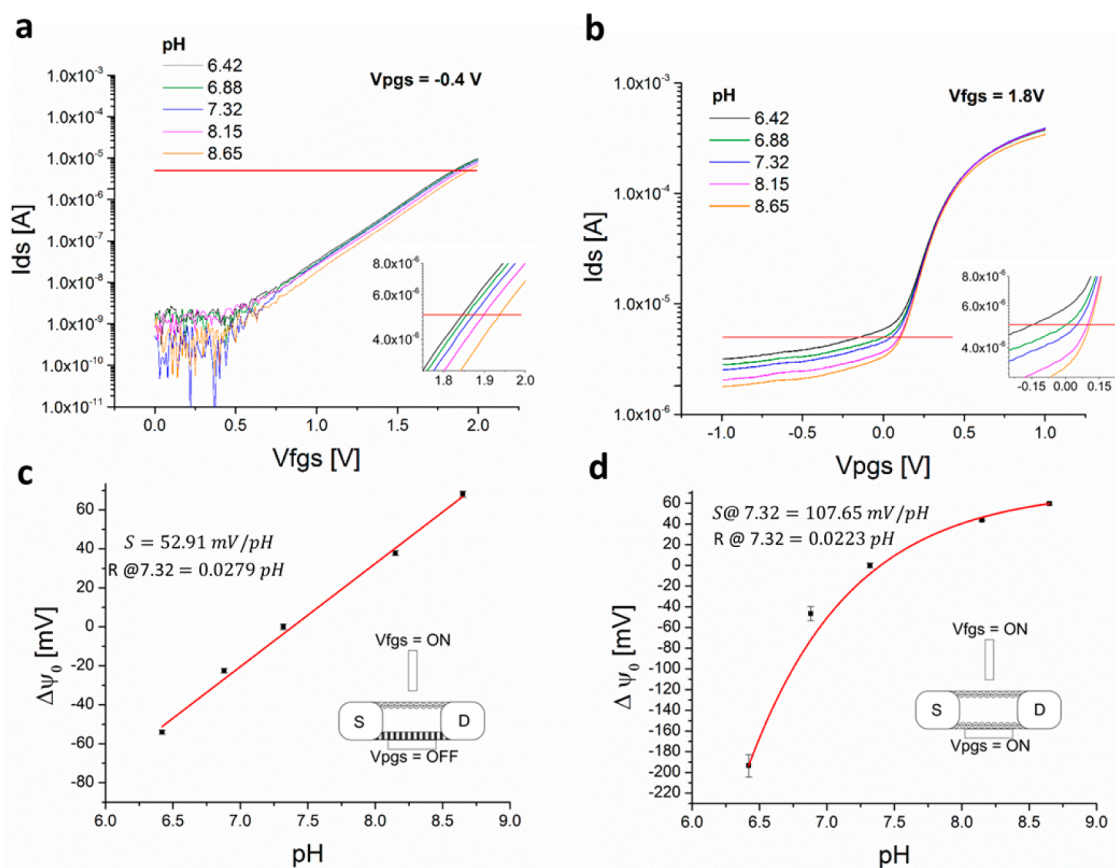 a
pH
6.42
6.88
7.32
8.15
8.65
Vpgs = -0.4 V
1.0x10⁻³
1.0x10⁻⁴
1.0x10⁻⁵
1.0x10⁻⁶
1.0x10⁻⁷
1.0x10⁻⁸
1.0x10⁻⁹
1.0x10⁻¹⁰
1.0x10⁻¹¹
Ids [A]
0.0 0.5 1.0 1.5 2.0 2.5
Vfgs [V]
8.0x10⁻⁶
6.0x10⁻⁶
4.0x10⁻⁶
1.8 1.9 2.0
b
pH
6.42
6.88
7.32
8.15
8.65
Vfgs = 1.8V
1.0x10⁻³
1.0x10⁻⁴
1.0x10⁻⁵
1.0x10⁻⁶
Ids [A]
-1.0 -0.5 0.0 0.5 1.0
Vpgs [V]
8.0x10⁻⁶
6.0x10⁻⁶
4.0x10⁻⁶
-0.15 0.00 0.15
c
S = 52.91 mV/pH
R @7.32 = 0.0279 pH
60
40
20
0
-20
-40
-60
-80
Δψ₀ [mV]
Vfgs = ON
S D
Vpgs = OFF
6.0 6.5 7.0 7.5 8.0 8.5 9.0
pH
d
S@ 7.32 = 107.65 mV/pH
R @ 7.32 = 0.0223 pH
60
40
20
0
-20
-40
-60
-80
-100
-120
-140
-160
-180
-200
-220
Δ ψ₀ [mV]
Vfgs = ON
S D
Vpgs = ON
6.0 6.5 7.0 7.5 8.0 8.5 9.0
pH